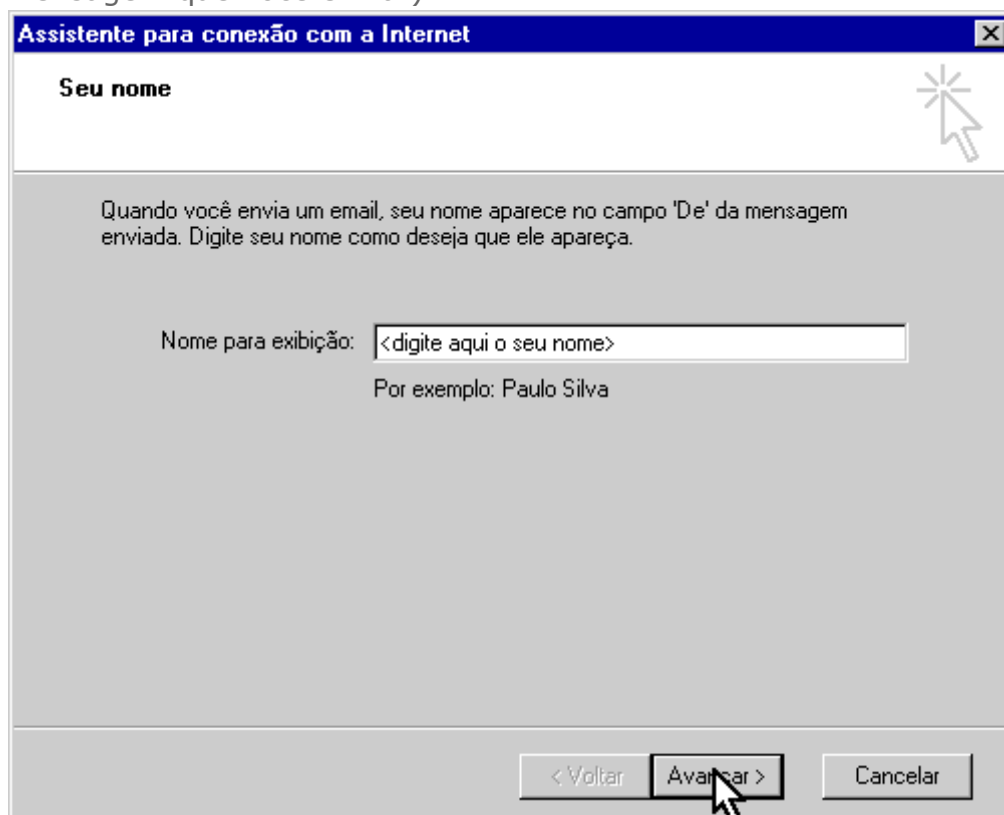 Assistente para conexão com a Internet
Seu nome
Quando você envia um email, seu nome aparece no campo 'De' da mensagem
enviada. Digite seu nome como deseja que ele apareça.
Nome para exibição: <digite aqui o seu nome>
Por exemplo: Paulo Silva
< Voltar Avançar > Cancelar